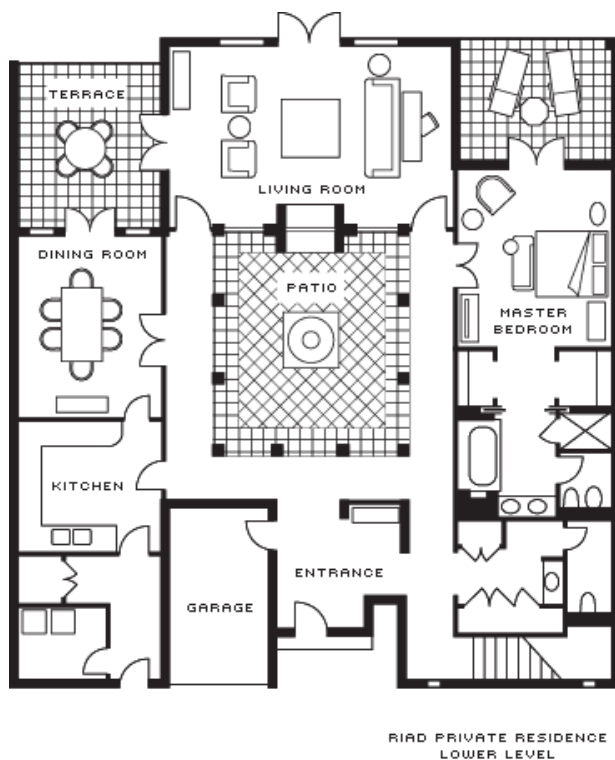 TERRACE
LIVING ROOM
DINING ROOM
PATIO
MASTER
BEDROOM
KITCHEN
ENTRANCE
GARAGE
RIAD PRIVATE RESIDENCE
LOWER LEVEL